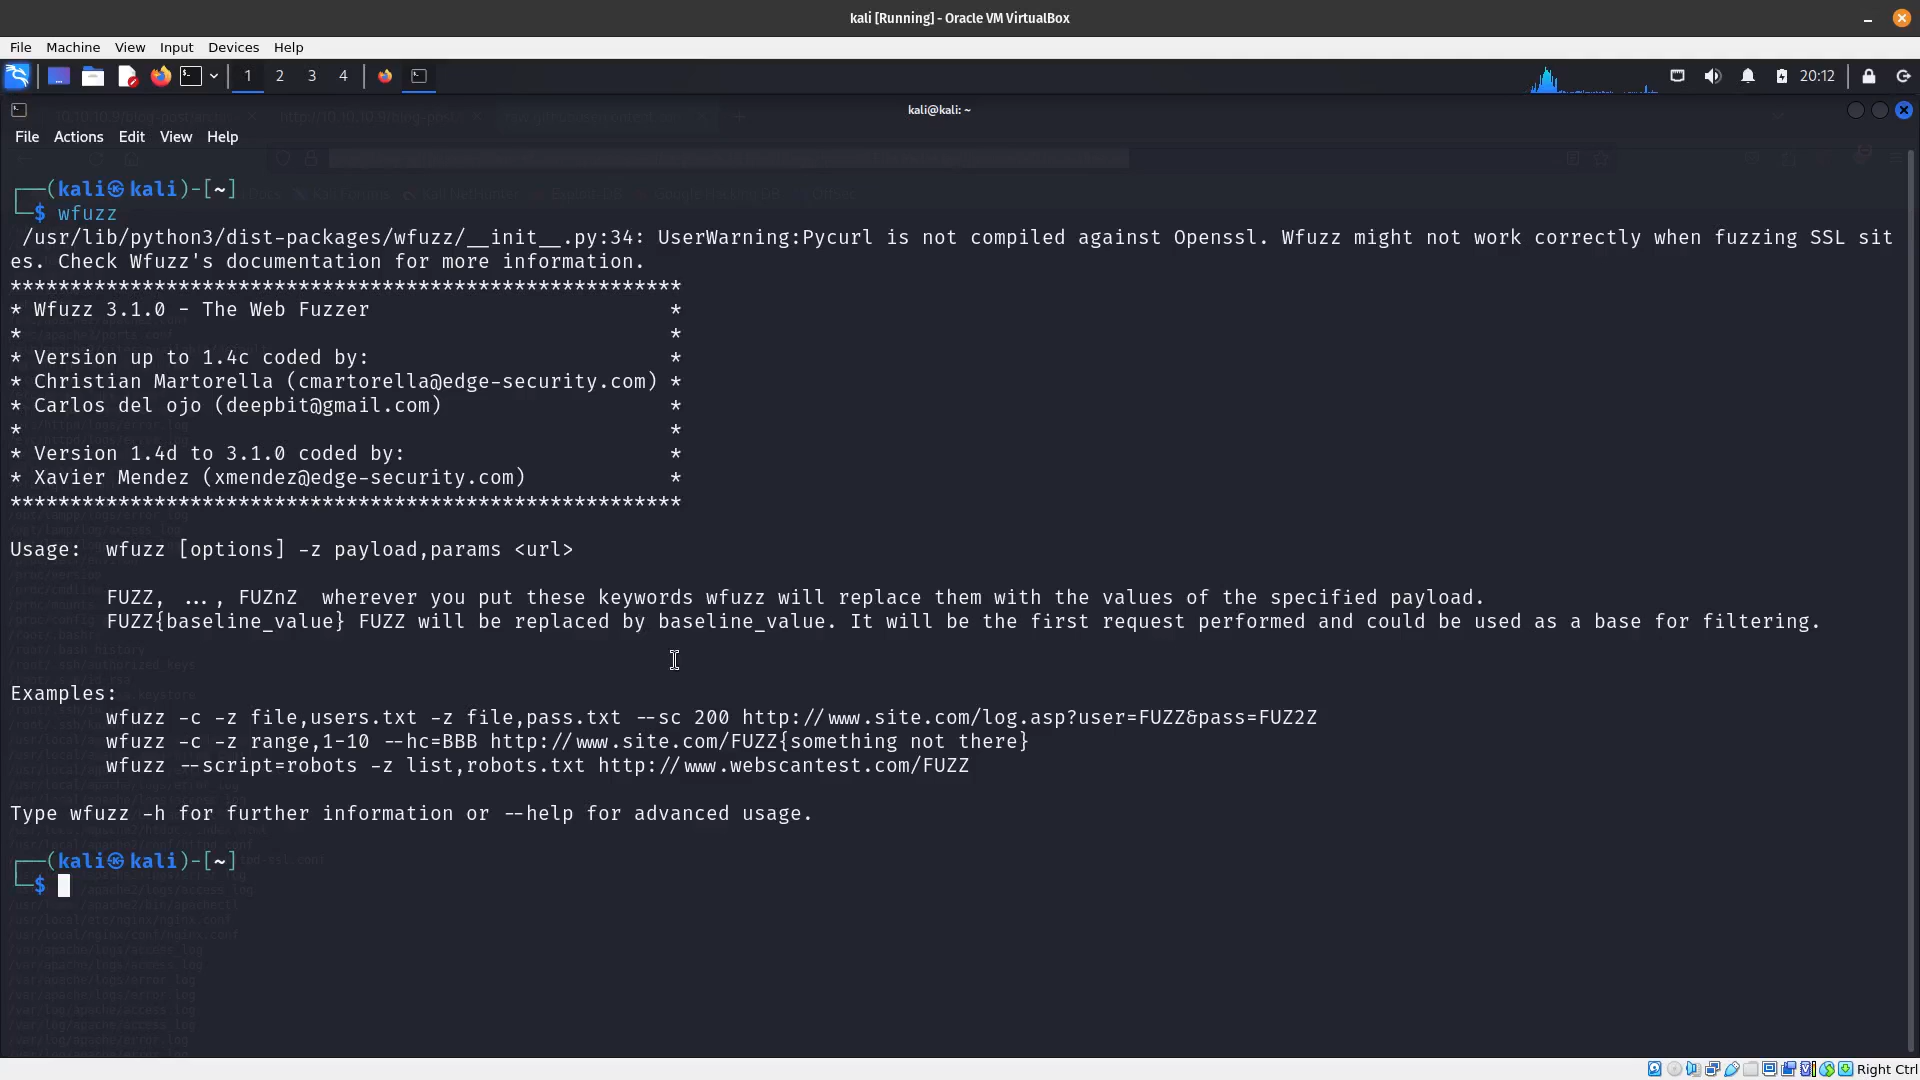 kali [Running] - Oracle VM VirtualBox
File Machine View Input Devices Help
1 2 3 4
20:12
kali@kali: ~
File Actions Edit View Help
┌──(kali㉿kali)-[~]
└─$ wfuzz
/usr/lib/python3/dist-packages/wfuzz/__init__.py:34: UserWarning:Pycurl is not compiled against Openssl. Wfuzz might not work correctly when fuzzing SSL sit
es. Check Wfuzz's documentation for more information.
********************************************************
* Wfuzz 3.1.0 - The Web Fuzzer *
* *
* Version up to 1.4c coded by: *
* Christian Martorella (cmartorella@edge-security.com) *
* Carlos del ojo (deepbit@gmail.com) *
* *
* Version 1.4d to 3.1.0 coded by: *
* Xavier Mendez (xmendez@edge-security.com) *
********************************************************
Usage: wfuzz [options] -z payload,params <url>
FUZZ, ..., FUZnZ wherever you put these keywords wfuzz will replace them with the values of the specified payload.
FUZZ{baseline_value} FUZZ will be replaced by baseline_value. It will be the first request performed and could be used as a base for filtering.
Examples:
wfuzz -c -z file,users.txt -z file,pass.txt --sc 200 http://www.site.com/log.asp?user=FUZZ&pass=FUZ2Z
wfuzz -c -z range,1-10 --hc=BBB http://www.site.com/FUZZ{something not there}
wfuzz --script=robots -z list,robots.txt http://www.webscantest.com/FUZZ
Type wfuzz -h for further information or --help for advanced usage.
┌──(kali㉿kali)-[~]
└─$
Right Ctrl